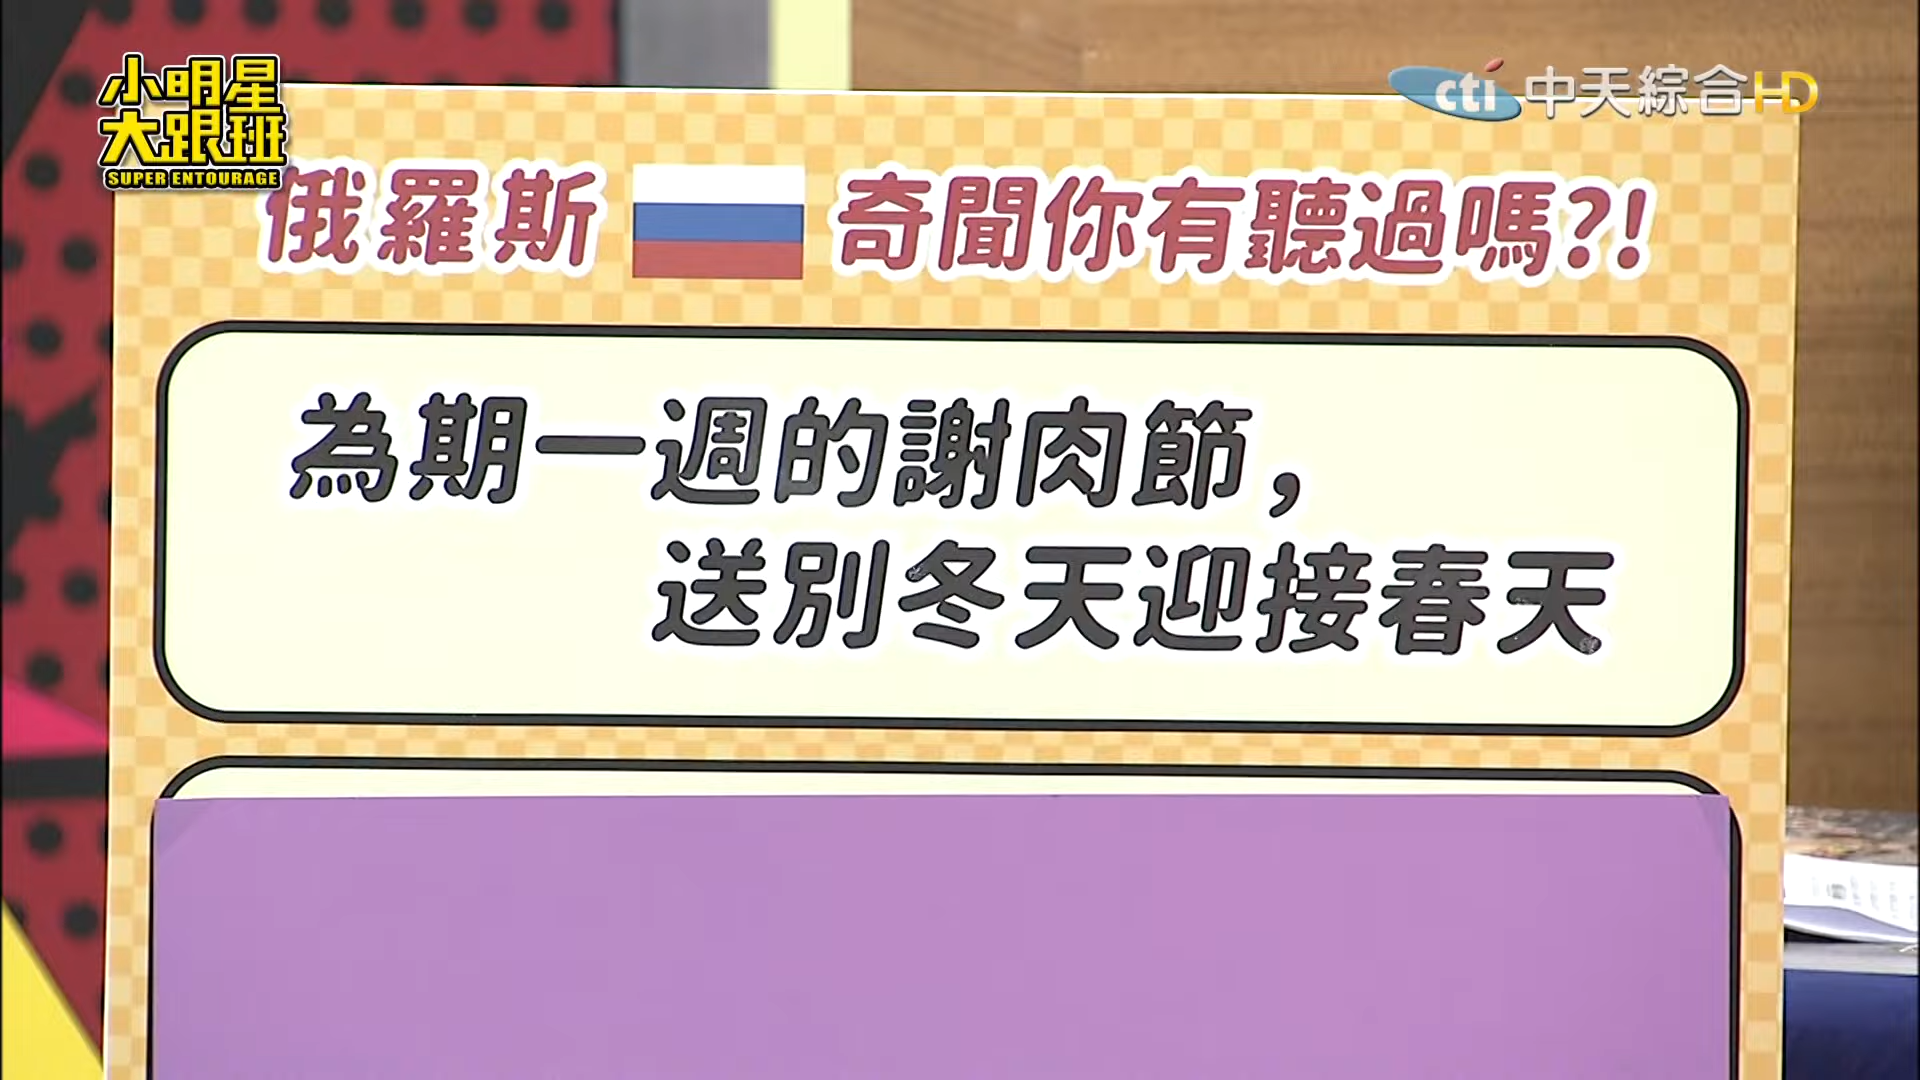 小明星
大跟班
SUPER ENTOURAGE
cti 中天綜合HD
俄羅斯 奇聞你有聽過嗎?!
為期一週的謝肉節,
送別冬天迎接春天